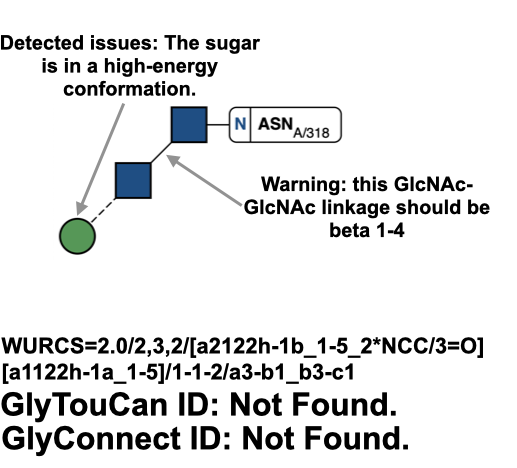 Detected issues: The sugar
is in a high-energy
conformation.
N ASN A/318
Warning: this GlcNAc-
GlcNAc linkage should be
beta 1-4
WURCS=2.0/2,3,2/[a2122h-1b_1-5_2*NCC/3=O]
[a1122h-1a_1-5]/1-1-2/a3-b1_b3-c1
GlyTouCan ID: Not Found.
GlyConnect ID: Not Found.